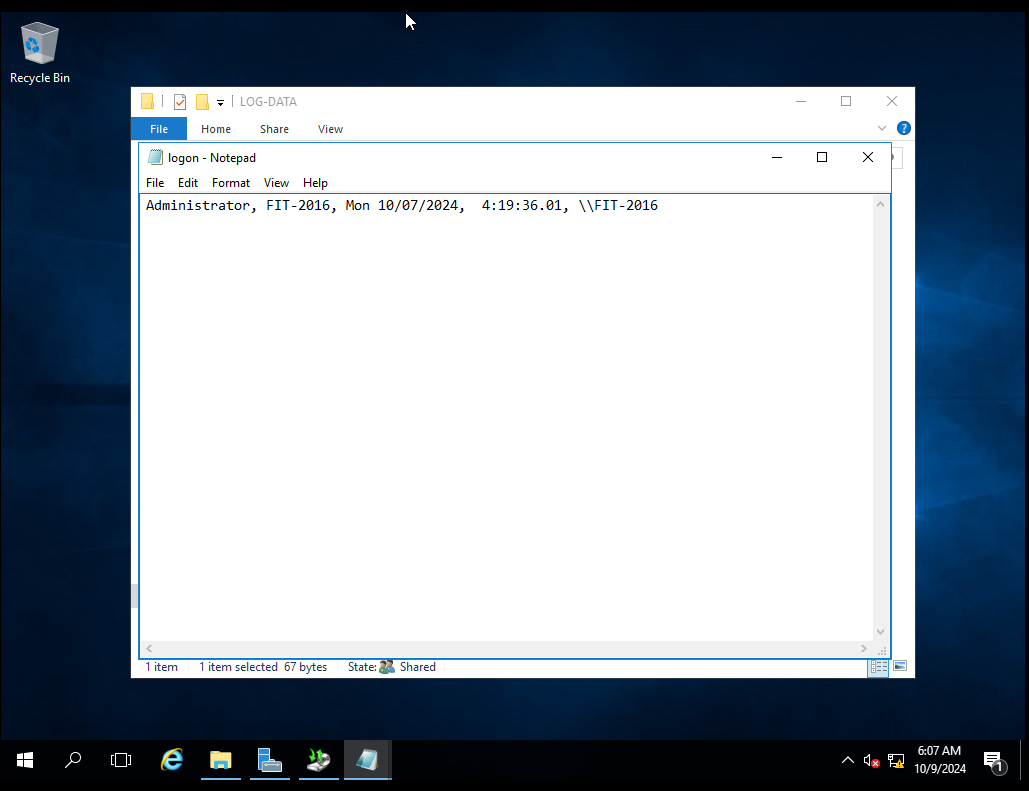 Recycle Bin
LOG-DATA
File Home Share View
logon - Notepad
File Edit Format View Help
Administrator, FIT-2016, Mon 10/07/2024,  4:19:36.01, \\FIT-2016
1 item 1 item selected 67 bytes State: Shared
6:07 AM
10/9/2024
1